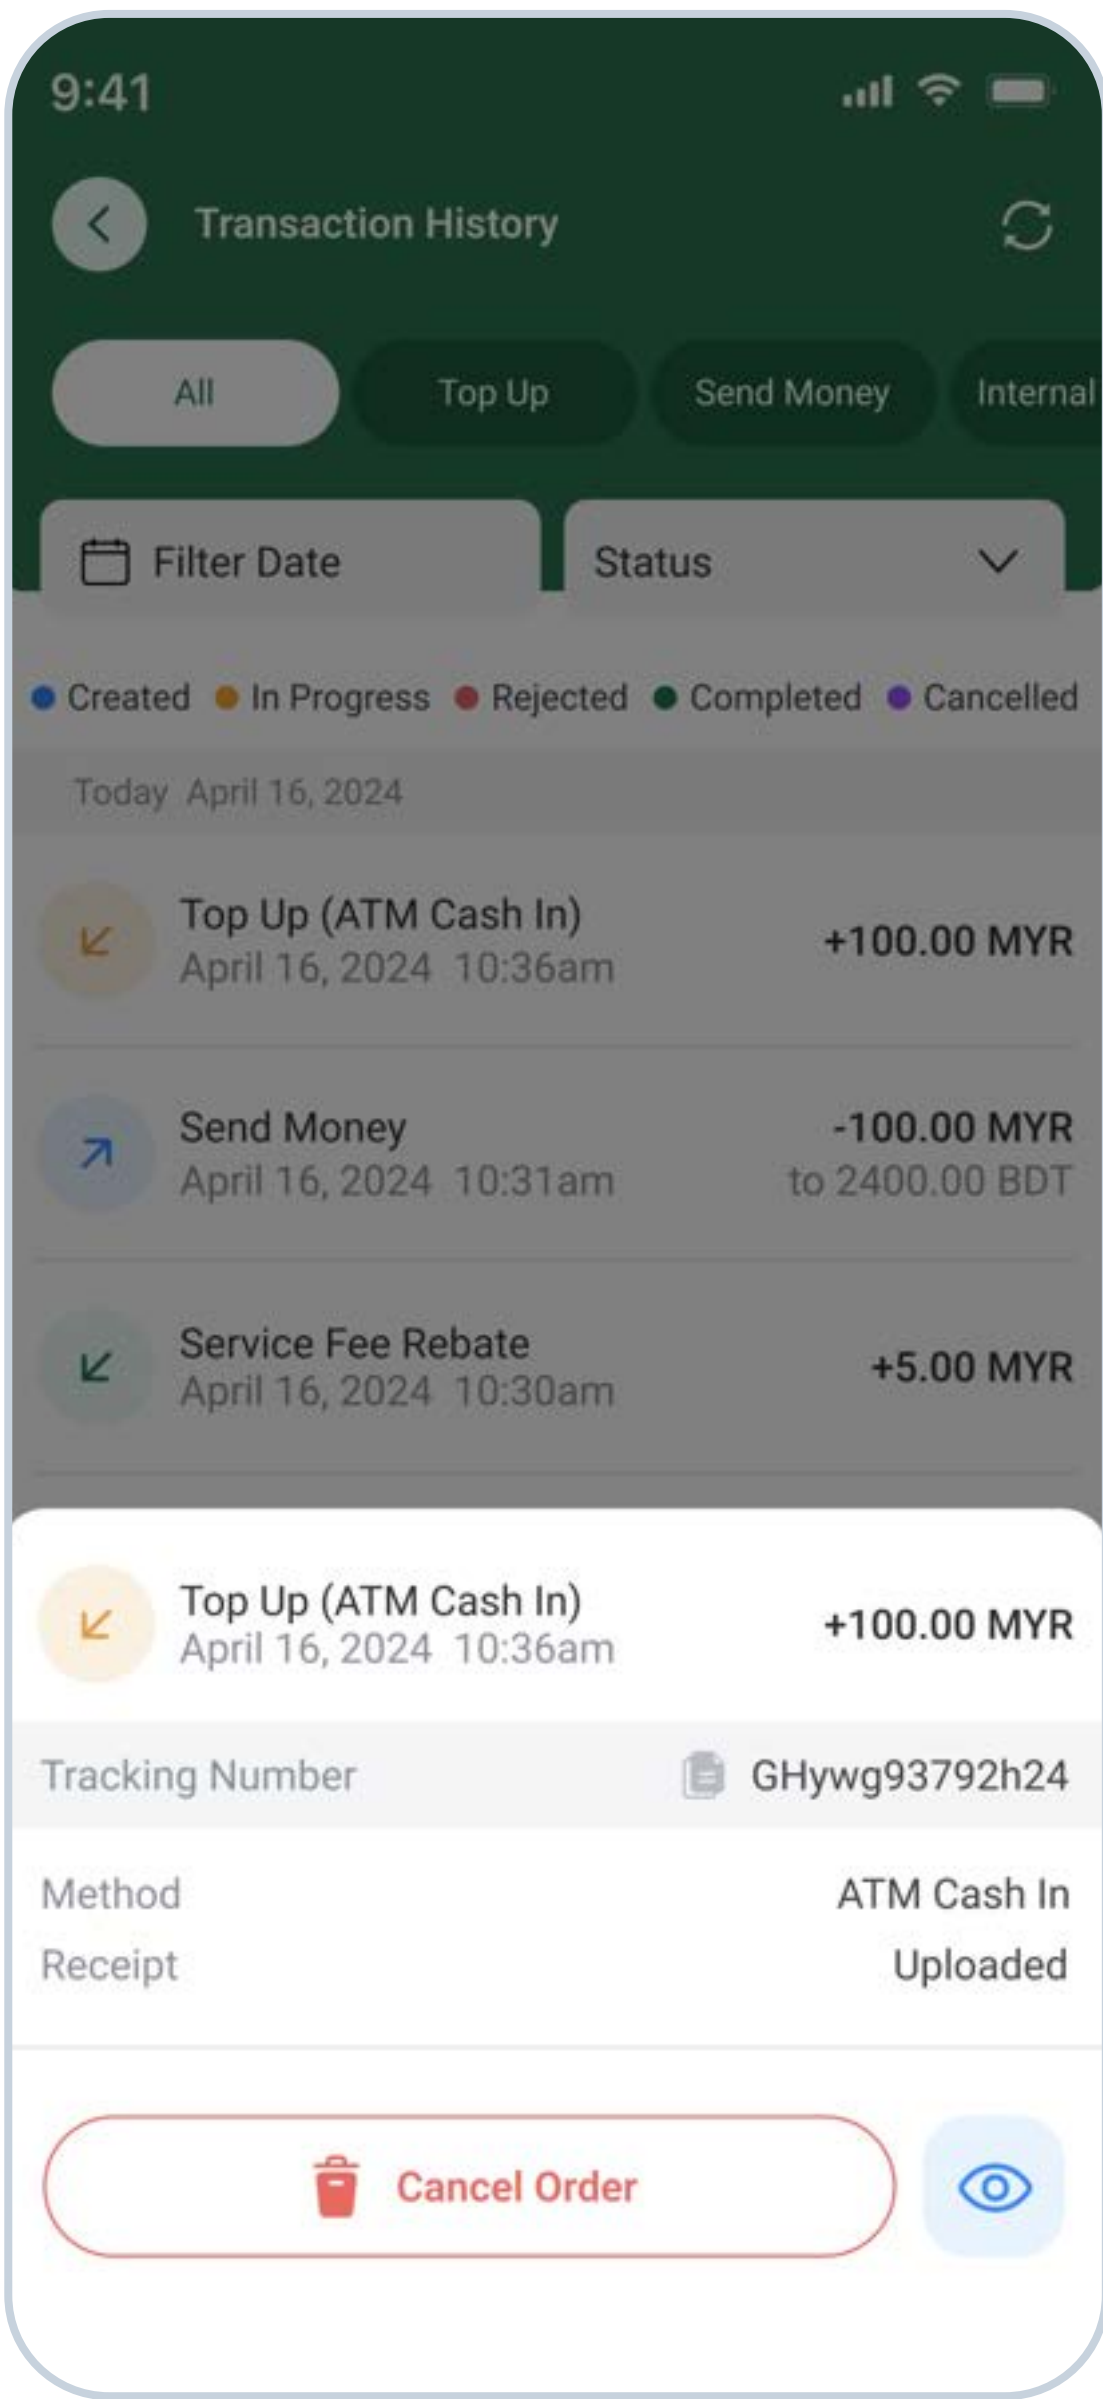 9:41
Transaction History
All Top Up Send Money Internal
Filter Date Status
Created In Progress Rejected Completed Cancelled
Today April 16, 2024
Top Up (ATM Cash In)
+100.00 MYR
April 16, 2024 10:36am
Send Money -100.00 MYR
April 16, 2024 10:31am to 2400.00 BDT
Service Fee Rebate
+5.00 MYR
April 16, 2024 10:30am
Top Up (ATM Cash In)
+100.00 MYR
April 16, 2024 10:36am
Tracking Number GHywg93792h24
Method ATM Cash In
Receipt Uploaded
Cancel Order